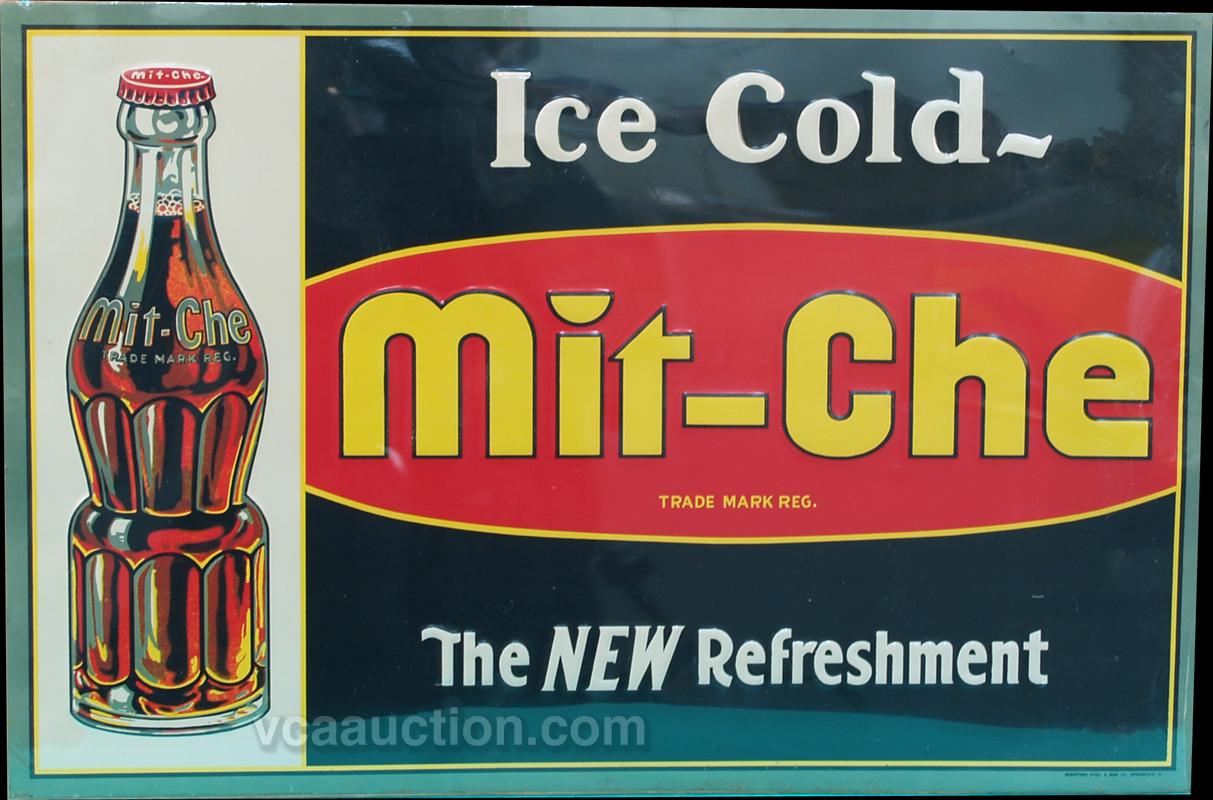 mit-che
Mit-Che
TRADE MARK REG.
Ice Cold~
Mit-Che
TRADE MARK REG.
The NEW Refreshment
vcaauction.com